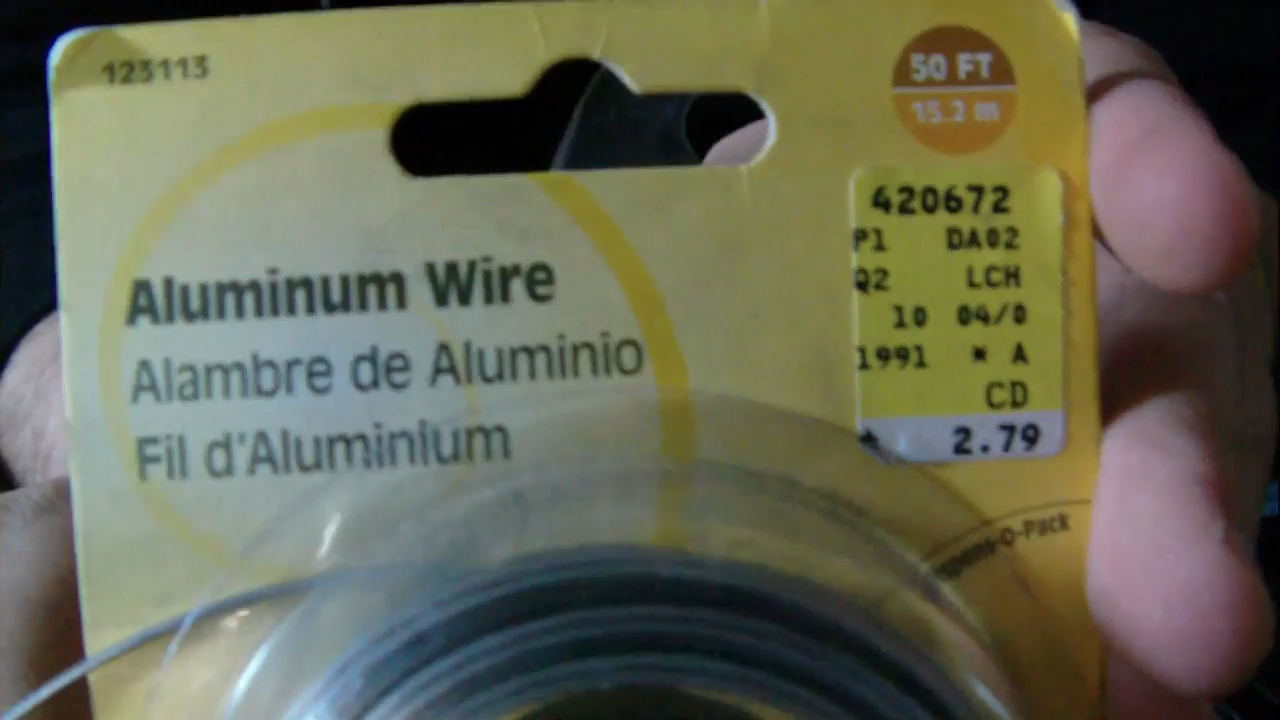 123113
50 FT
15.2 m
420672
P1 DA02
Q2 LCH
10 04/0
1991 * A
CD
* 2.79
Aluminum Wire
Alambre de Aluminio
Fil d'Aluminium
-O-Pack